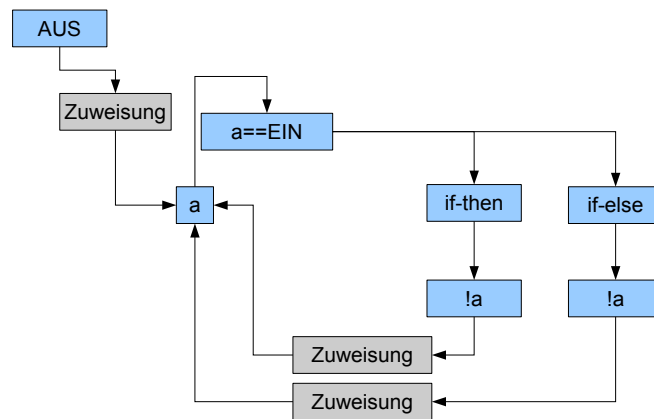 AUS
Zuweisung
a==EIN
a
if-then
if-else
!a
!a
Zuweisung
Zuweisung